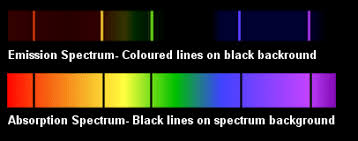 Emission Spectrum- Coloured lines on black backround
Absorption Spectrum- Black lines on spectrum background